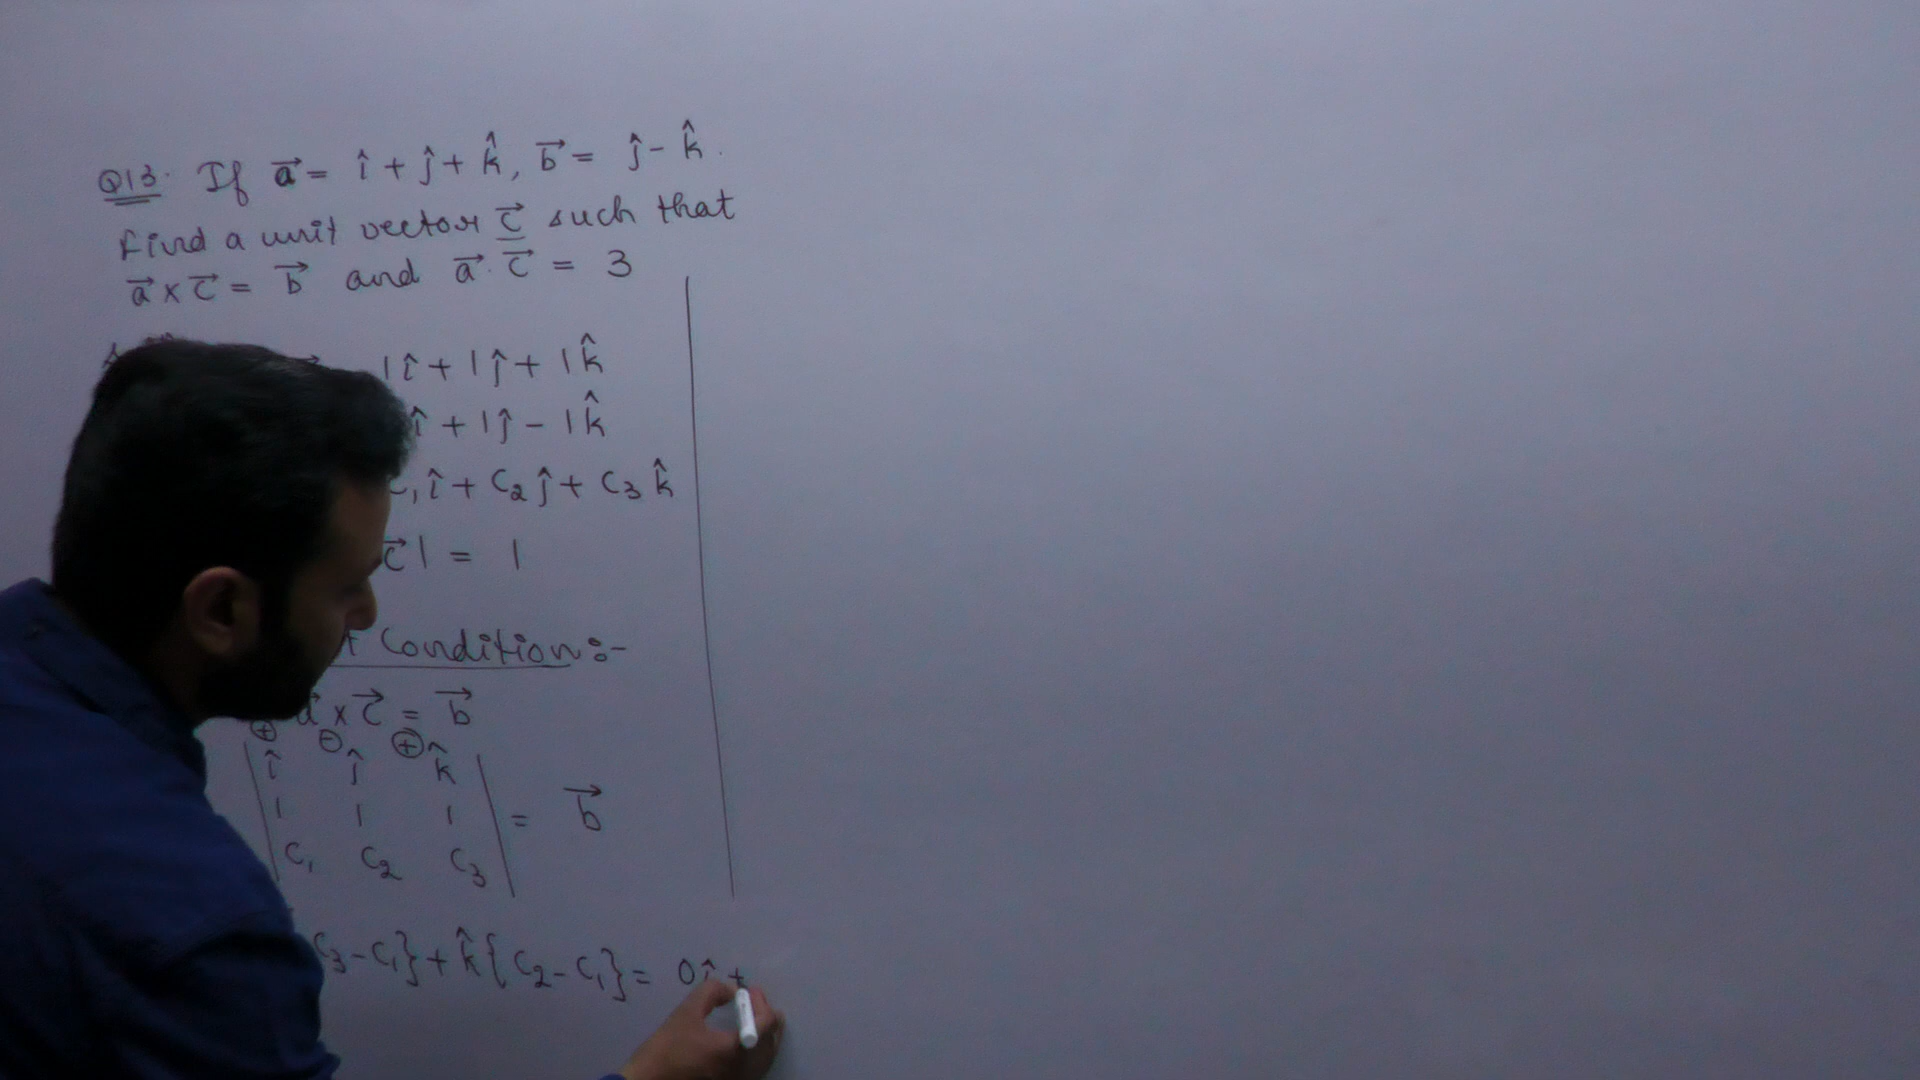 Q13. If a⃗ = î + ĵ + k̂, b⃗ = ĵ - k̂.
Find a unit vector c⃗ such that
a⃗ x c⃗ = b⃗ and a⃗ . c⃗ = 3
1î + 1ĵ + 1k̂
î + 1ĵ - 1k̂
C₁î + C₂ĵ + C₃k̂
c⃗| = 1
Condition:-
a⃗ x c⃗ = b⃗
⊕ ⊖ ⊕
| î ĵ k̂ |
| 1 1 1 | = b⃗
| C₁ C₂ C₃ |
C₃-C₁} + k̂{C₂-C₁} = 0î +